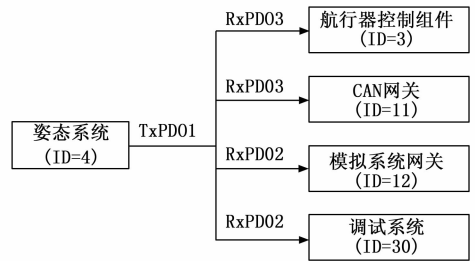 RxPDO3
航行器控制组件
(ID=3)
RxPDO3
CAN网关
(ID=11)
姿态系统
(ID=4)
TxPDO1
RxPDO2
模拟系统网关
(ID=12)
RxPDO2
调试系统
(ID=30)